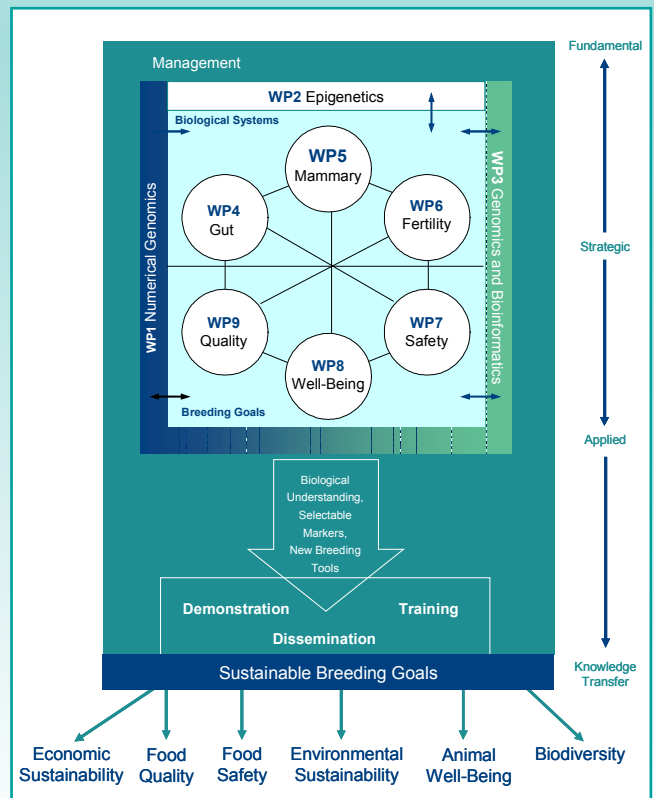 Fundamental
Management
WP2 Epigenetics
Biological Systems
WP1 Numerical Genomics
WP3 Genomics and Bioinformatics
WP5
Mammary
WP4
Gut
WP6
Fertility
Strategic
WP9
Quality
WP7
Safety
WP8
Well-Being
Breeding Goals
Applied
Biological
Understanding,
Selectable
Markers,
New Breeding
Tools
Demonstration
Training
Dissemination
Sustainable Breeding Goals
Knowledge
Transfer
Economic
Sustainability
Food
Quality
Food
Safety
Environmental
Sustainability
Animal
Well-Being
Biodiversity